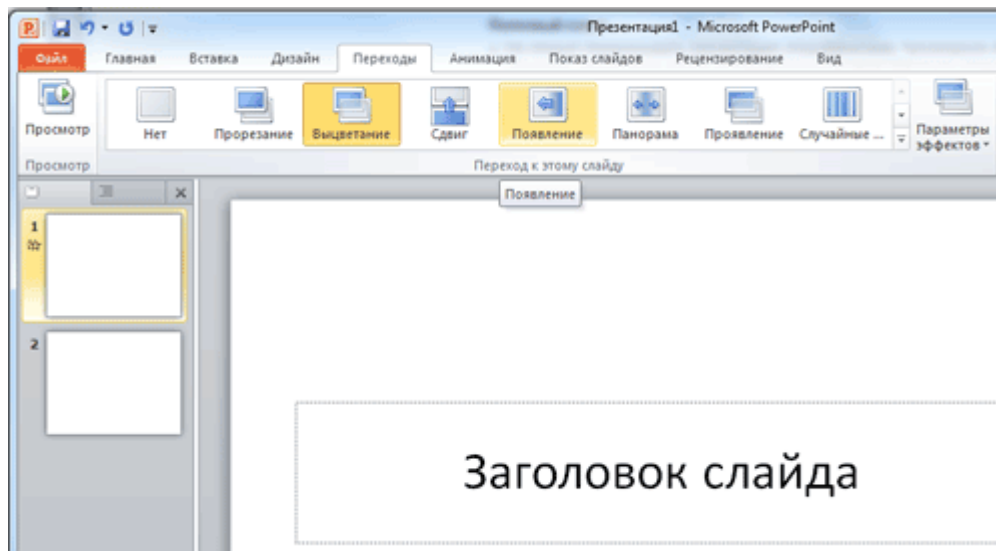 Презентация1 - Microsoft PowerPoint
Файл Главная Вставка Дизайн Переходы Анимация Показ слайдов Рецензирование Вид
Просмотр Нет Прорезание Выцветание Сдвиг Появление Панорама Проявление Случайные ... Параметры эффектов
Просмотр Переход к этому слайду
Появление
1
2
Заголовок слайда